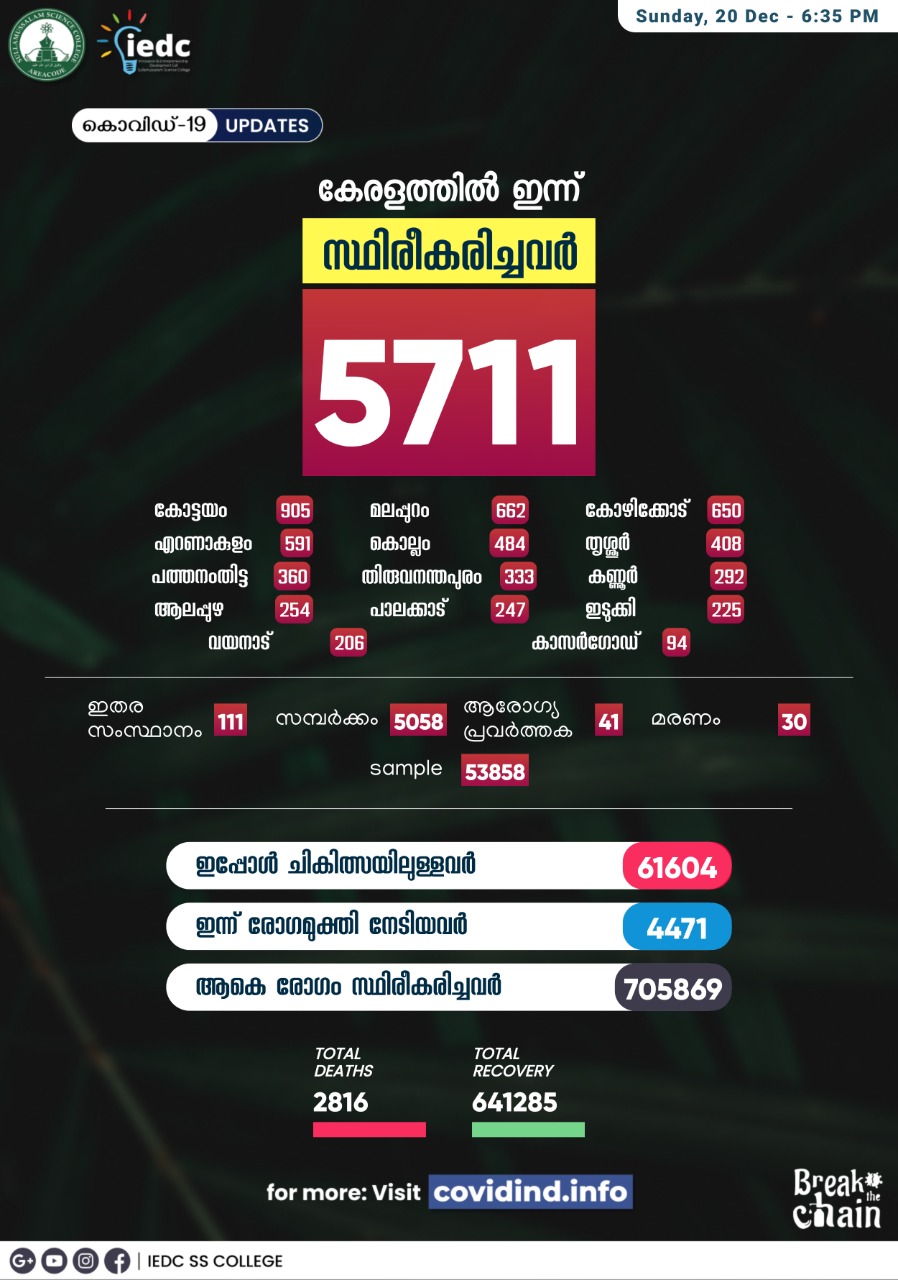 Sunday, 20 Dec - 6:35 PM
SULLAMUSSALAM SCIENCE COLLEGE
AREACODE
iedc
കൊവിഡ്-19 UPDATES
കേരളത്തിൽ ഇന്ന്
സ്ഥിരീകരിച്ചവർ
5711
കോട്ടയം 905 മലപ്പുറം 662 കോഴിക്കോട് 650
എറണാകുളം 591 കൊല്ലം 484 തൃശ്ശൂർ 408
പത്തനംതിട്ട 360 തിരുവനന്തപുരം 333 കണ്ണൂർ 292
ആലപ്പുഴ 254 പാലക്കാട് 247 ഇടുക്കി 225
വയനാട് 206 കാസർഗോഡ് 94
ഇതര സംസ്ഥാനം 111 സമ്പർക്കം 5058 ആരോഗ്യ പ്രവർത്തക 41 മരണം 30
sample 53858
ഇപ്പോൾ ചികിത്സയിലുള്ളവർ 61604
ഇന്ന് രോഗമുക്തി നേടിയവർ 4471
ആകെ രോഗം സ്ഥിരീകരിച്ചവർ 705869
TOTAL DEATHS
2816
TOTAL RECOVERY
641285
for more: Visit covidind.info
Break the chain
IEDC SS COLLEGE